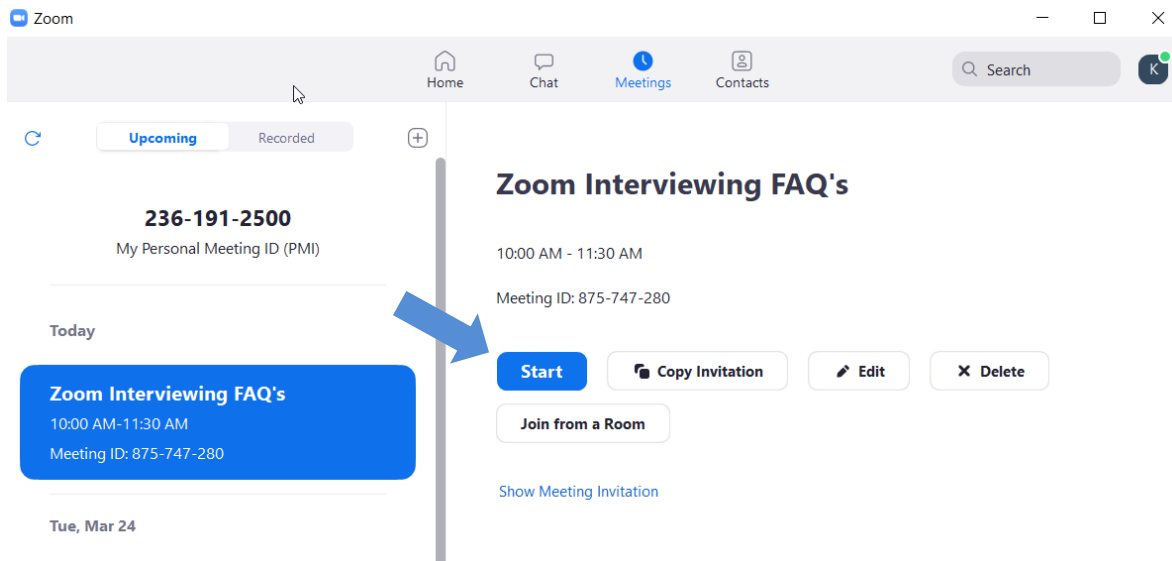 Zoom
Home
Chat
Meetings
Contacts
Search
K
Upcoming
Recorded
236-191-2500
My Personal Meeting ID (PMI)
Today
Zoom Interviewing FAQ's
10:00 AM-11:30 AM
Meeting ID: 875-747-280
Tue, Mar 24
Zoom Interviewing FAQ's
10:00 AM - 11:30 AM
Meeting ID: 875-747-280
Start
Copy Invitation
Edit
Delete
Join from a Room
Show Meeting Invitation